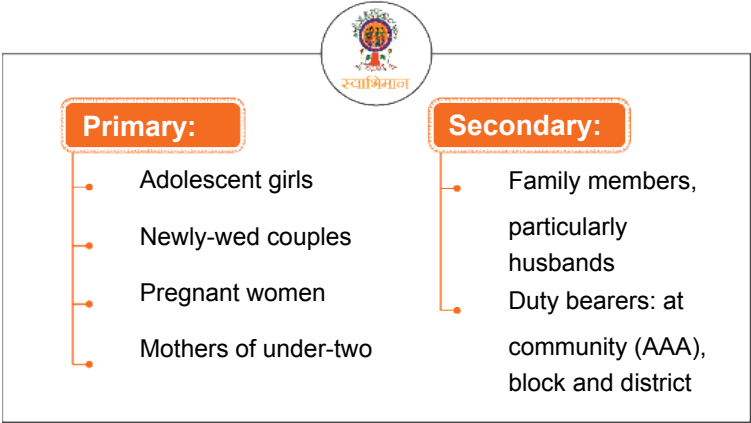 स्वाभिमान
Primary:
Adolescent girls
Newly-wed couples
Pregnant women
Mothers of under-two
Secondary:
Family members,
particularly
husbands
Duty bearers: at
community (AAA),
block and district